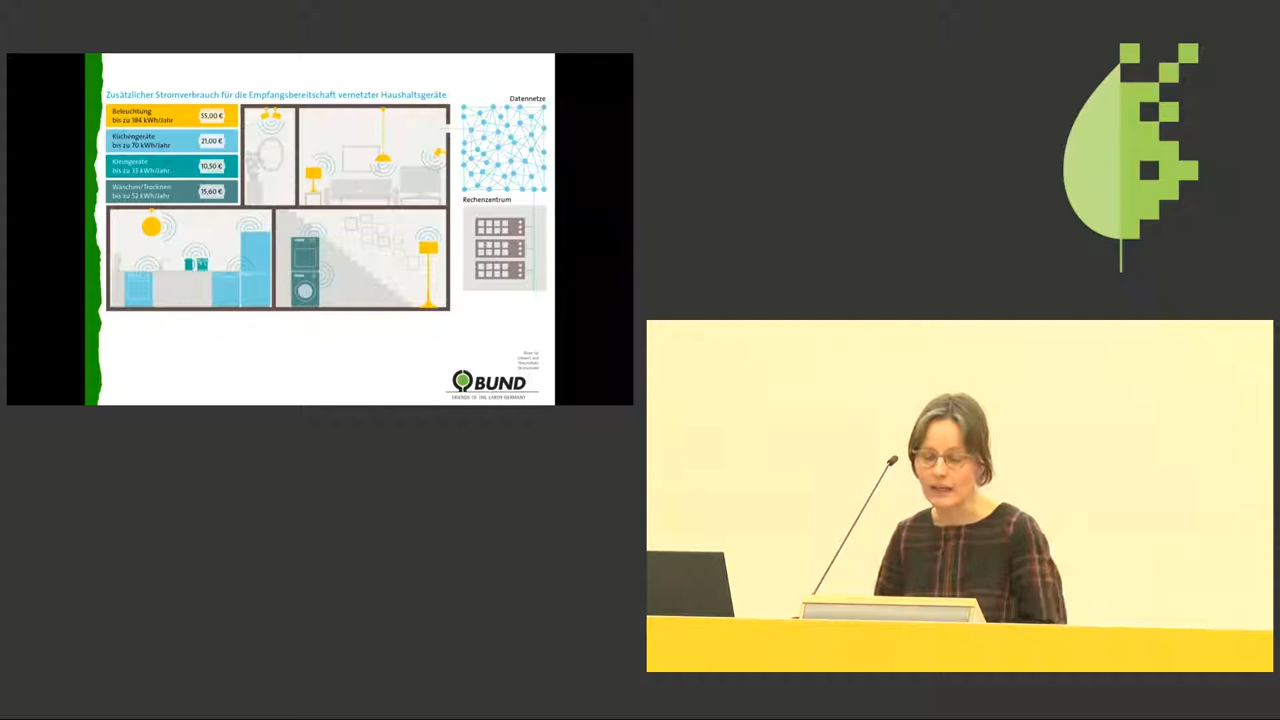 Zusätzlicher Stromverbrauch für die Empfangsbereitschaft vernetzter Haushaltsgeräte
Beleuchtung
bis zu 184 kWh/Jahr
55,00 €
Küchengeräte
bis zu 70 kWh/Jahr
21,00 €
Kleingeräte
bis zu 35 kWh/Jahr
10,50 €
Waschen/Trocknen
bis zu 52 kWh/Jahr
15,60 €
Datennetze
Rechenzentrum
BUND
FRIENDS OF THE EARTH GERMANY